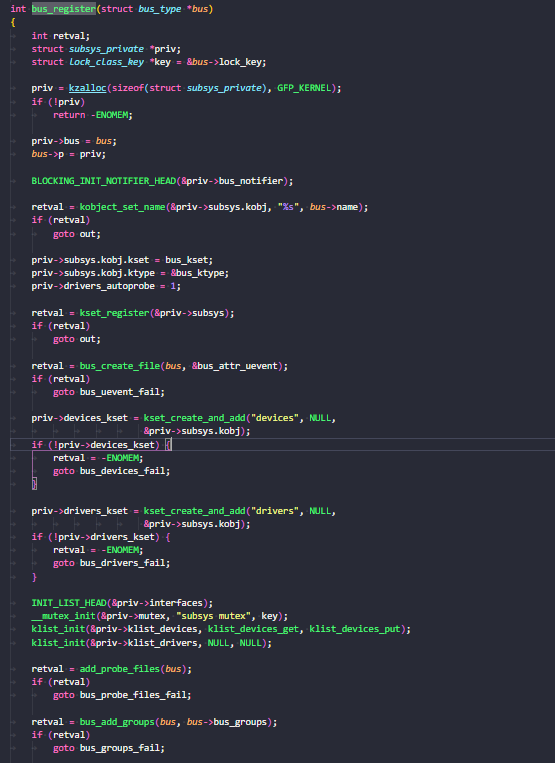 int bus_register(struct bus_type *bus)
{
    int retval;
    struct subsys_private *priv;
    struct lock_class_key *key = &bus->lock_key;

    priv = kzalloc(sizeof(struct subsys_private), GFP_KERNEL);
    if (!priv)
        return -ENOMEM;

    priv->bus = bus;
    bus->p = priv;

    BLOCKING_INIT_NOTIFIER_HEAD(&priv->bus_notifier);

    retval = kobject_set_name(&priv->subsys.kobj, "%s", bus->name);
    if (retval)
        goto out;

    priv->subsys.kobj.kset = bus_kset;
    priv->subsys.kobj.ktype = &bus_ktype;
    priv->drivers_autoprobe = 1;

    retval = kset_register(&priv->subsys);
    if (retval)
        goto out;

    retval = bus_create_file(bus, &bus_attr_uevent);
    if (retval)
        goto bus_uevent_fail;

    priv->devices_kset = kset_create_and_add("devices", NULL,
                         &priv->subsys.kobj);
    if (!priv->devices_kset) {
        retval = -ENOMEM;
        goto bus_devices_fail;
    }

    priv->drivers_kset = kset_create_and_add("drivers", NULL,
                         &priv->subsys.kobj);
    if (!priv->drivers_kset) {
        retval = -ENOMEM;
        goto bus_drivers_fail;
    }

    INIT_LIST_HEAD(&priv->interfaces);
    __mutex_init(&priv->mutex, "subsys mutex", key);
    klist_init(&priv->klist_devices, klist_devices_get, klist_devices_put);
    klist_init(&priv->klist_drivers, NULL, NULL);

    retval = add_probe_files(bus);
    if (retval)
        goto bus_probe_files_fail;

    retval = bus_add_groups(bus, bus->bus_groups);
    if (retval)
        goto bus_groups_fail;